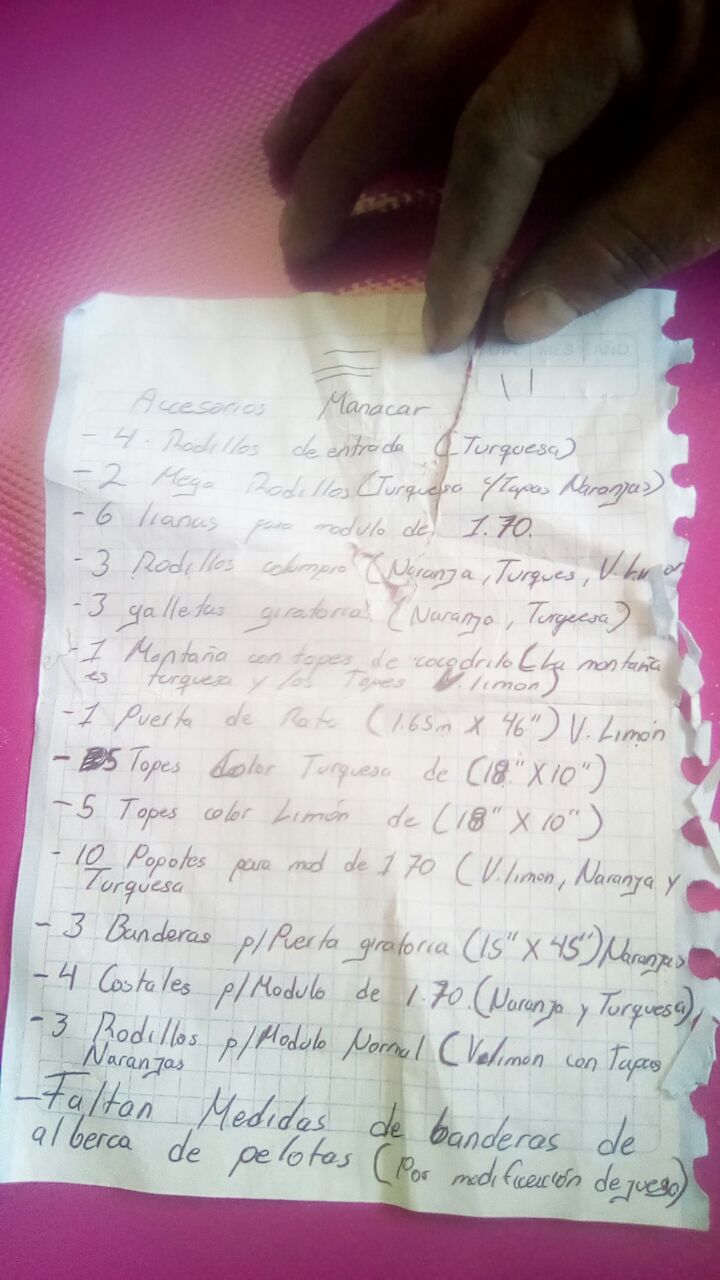 DIA MES AÑO
Accesorios Manacar
- 4 - Rodillos de entrada (Turquesa)
- 2 Mega Rodillos (Turquesa y Tapas Naranjas)
- 6 lianas para modulo de 1.70.
- 3 Rodillos columpio (Naranja, Turques, V. Limon
- 3 galletas giratorias (Naranja, Turquesa)
- 1 Montaña con topes de cocodrilo (La montaña
es turquesa y los Topes V. limon)
- 1 Puerta de Rato (1.65m X 46") V. Limón
- 5 Topes Color Turquesa de (18" X 10")
- 5 Topes color Limón de (18" X 10")
- 10 Popotes para mod de 1 70 (V. limon, Naranja y
Turquesa
- 3 Banderas p/Puerta giratoria (15" X 45") Naranjas
- 4 Costales p/Modulo de 1.70. (Naranja y Turquesa)
- 3 Rodillos p/Modulo Normal (V. limon con Tapas
Naranjas
- Faltan Medidas de banderas de
alberca de pelotas (Por modificación de juego)